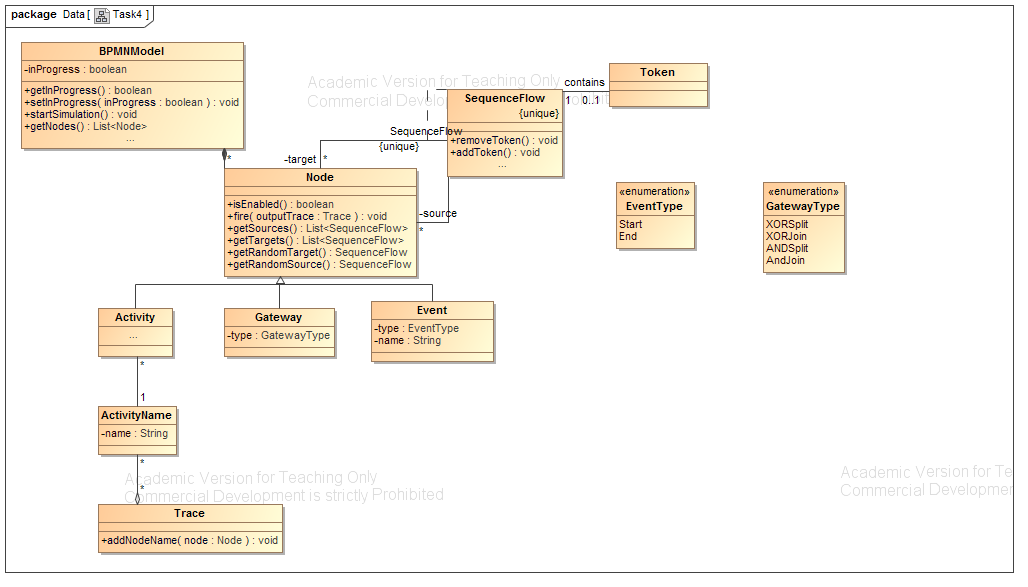 package Data [ Task4 ]
BPMNModel
-inProgress : boolean
+getInProgress() : boolean
+setInProgress( inProgress : boolean ) : void
+startSimulation() : void
+getNodes() : List<Node>
...
Academic Version for Teaching Only
Commercial Develop
SequenceFlow
{unique}
+removeToken() : void
+addToken() : void
...
contains
1
0..1
Token
SequenceFlow
{unique}
*
-target
*
Node
+isEnabled() : boolean
+fire( outputTrace : Trace ) : void
+getSources() : List<SequenceFlow>
+getTargets() : List<SequenceFlow>
+getRandomTarget() : SequenceFlow
+getRandomSource() : SequenceFlow
-source
*
«enumeration»
EventType
Start
End
«enumeration»
GatewayType
XORSplit
XORJoin
ANDSplit
AndJoin
Activity
...
Gateway
-type : GatewayType
Event
-type : EventType
-name : String
*
1
ActivityName
-name : String
*
*
Academic Version for Teaching Only
Commercial Development is strictly Prohibited
Academic Version for Te
Commercial Developmen
Trace
+addNodeName( node : Node ) : void